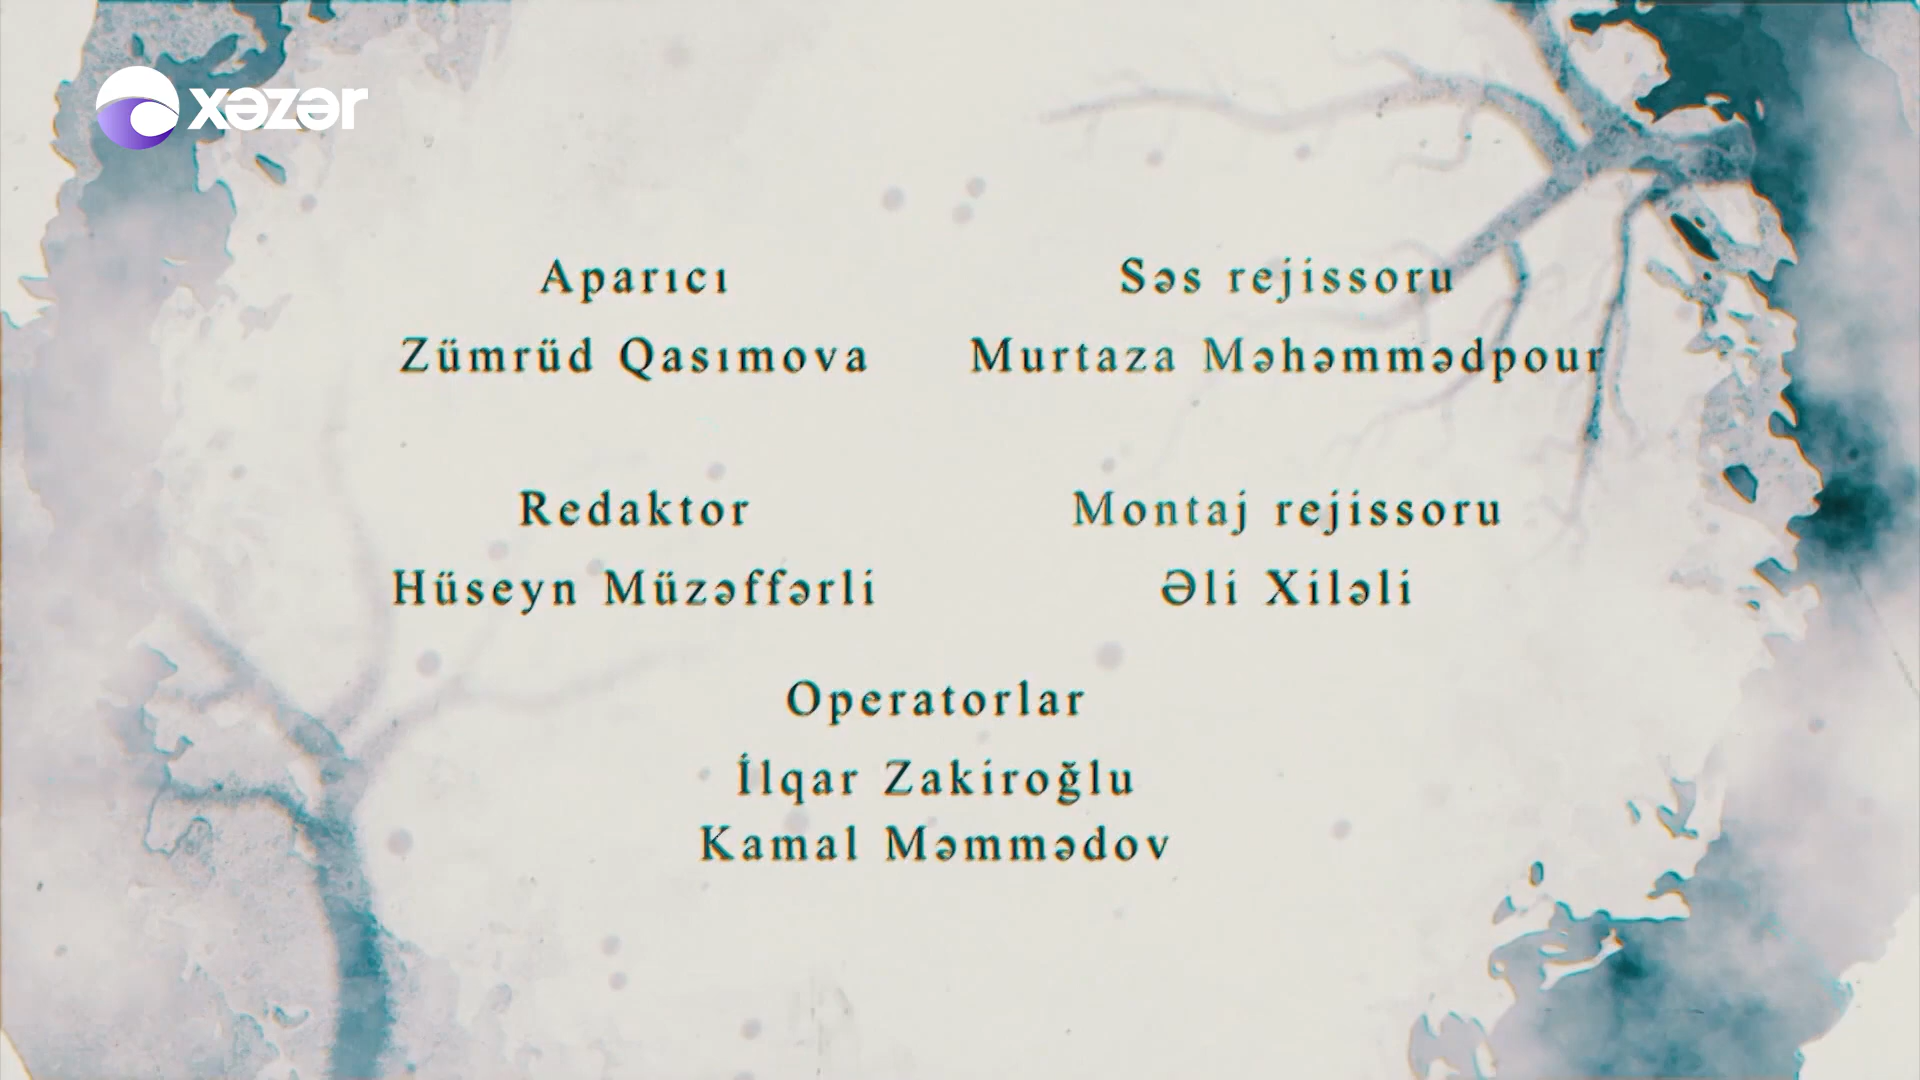 xəzər
Aparıcı
Zümrüd Qasımova
Səs rejissoru
Murtaza Məhəmmədpour
Redaktor
Hüseyn Müzəffərli
Montaj rejissoru
Əli Xiləli
Operatorlar
İlqar Zakiroğlu
Kamal Məmmədov